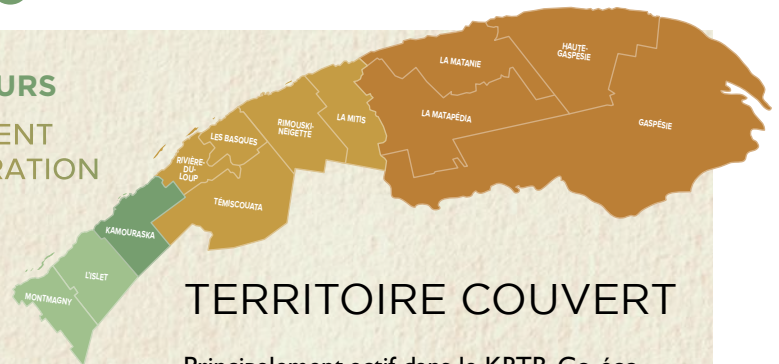 URS
ENT
RATION
HAUTE-
GASPESIE
LA MATANIE
LA MATAPÉDIA
GASPÉSIE
LA MITIS
RIMOUSKI-
NEIGETTE
LES BASQUES
RIVIÈRE-
DU-
LOUP
TÉMISCOUATA
KAMOURASKA
L'ISLET
MONTMAGNY
TERRITOIRE COUVERT